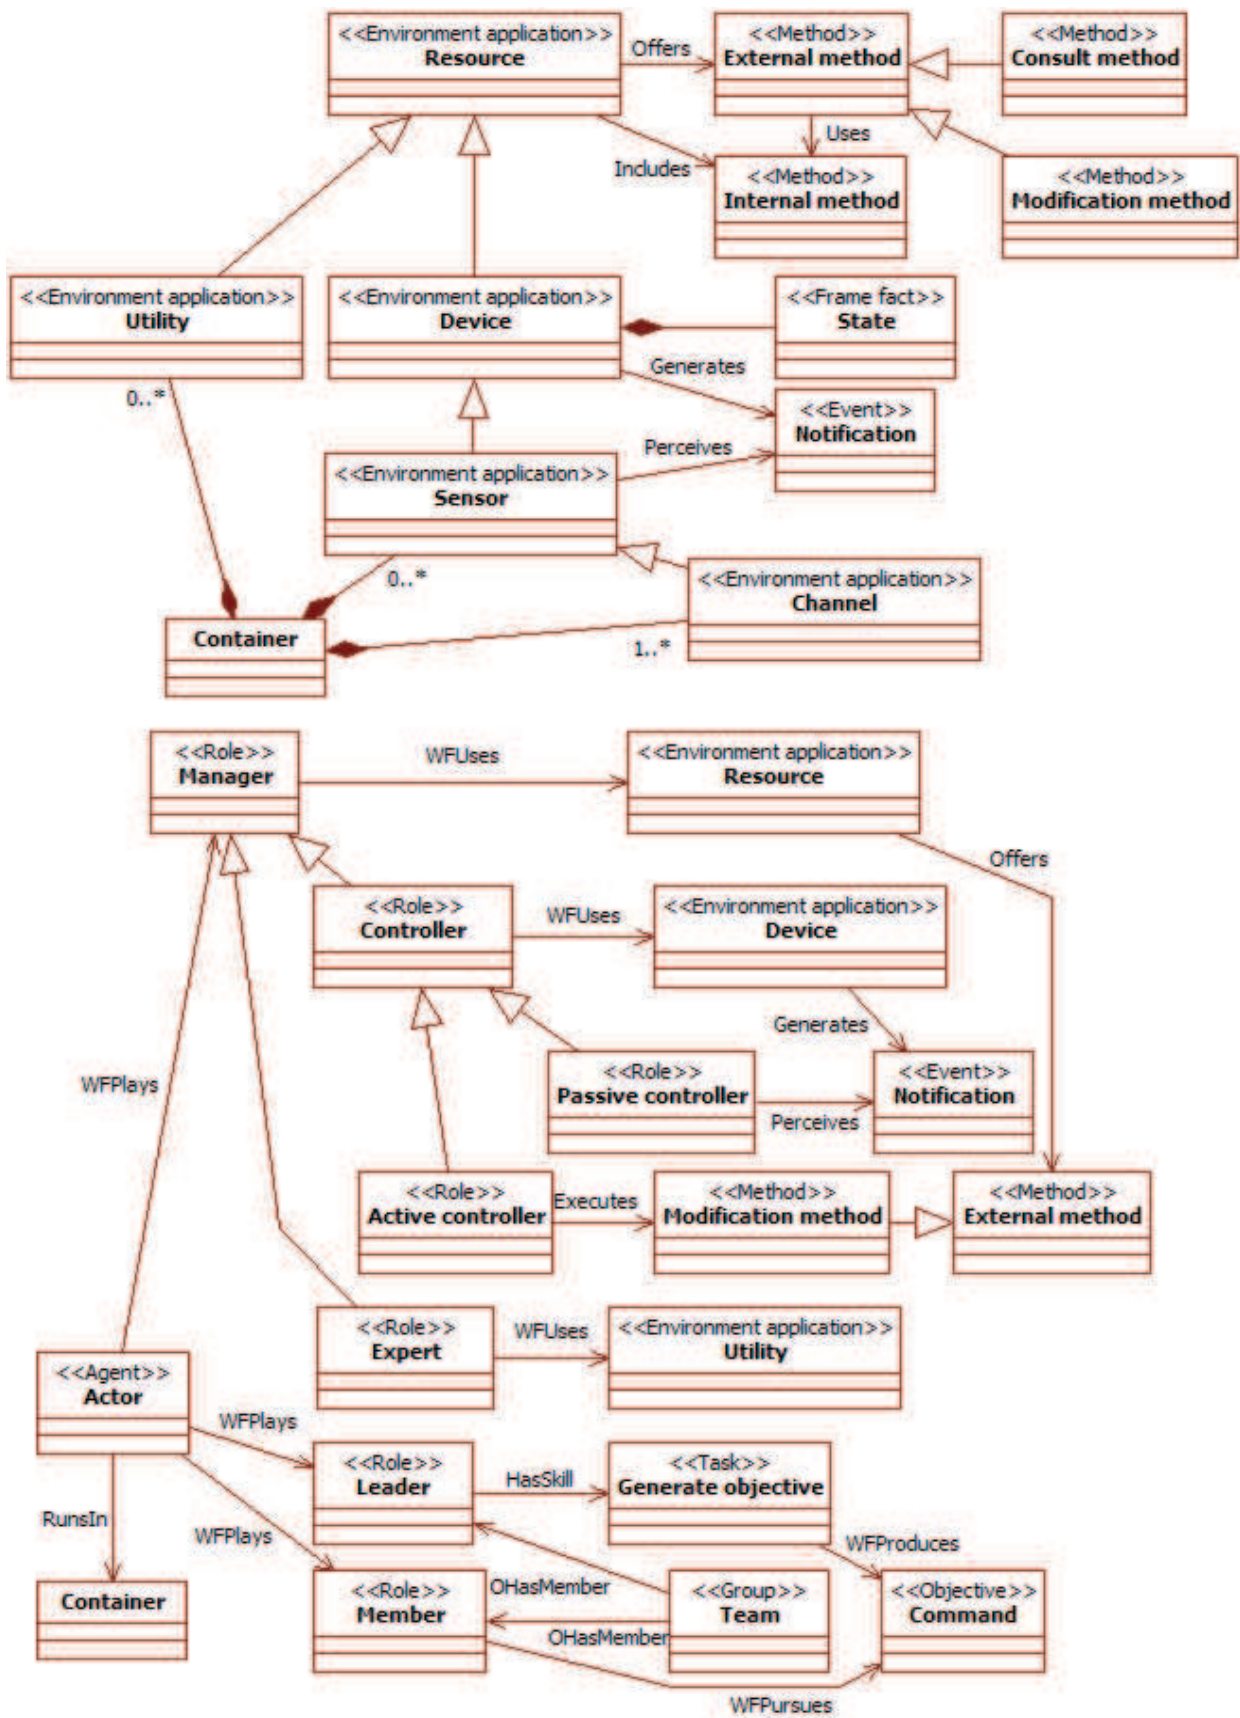 <<Environment application>>
Resource
Offers
<<Method>>
External method
<<Method>>
Consult method
Uses
Includes
<<Method>>
Internal method
<<Method>>
Modification method
<<Environment application>>
Utility
<<Environment application>>
Device
<<Frame fact>>
State
0..*
Generates
<<Event>>
Notification
Perceives
<<Environment application>>
Sensor
0..*
<<Environment application>>
Channel
Container
1..*
<<Role>>
Manager
WFUses
<<Environment application>>
Resource
Offers
<<Role>>
Controller
WFUses
<<Environment application>>
Device
Generates
WFPlays
<<Role>>
Passive controller
Perceives
<<Event>>
Notification
<<Role>>
Active controller
Executes
<<Method>>
Modification method
<<Method>>
External method
<<Role>>
Expert
WFUses
<<Environment application>>
Utility
<<Agent>>
Actor
WFPlays
<<Role>>
Leader
HasSkill
<<Task>>
Generate objective
RunsIn
WFPlays
WFProduces
Container
<<Role>>
Member
OHasMember
OHasMember
<<Group>>
Team
<<Objective>>
Command
WFPursues